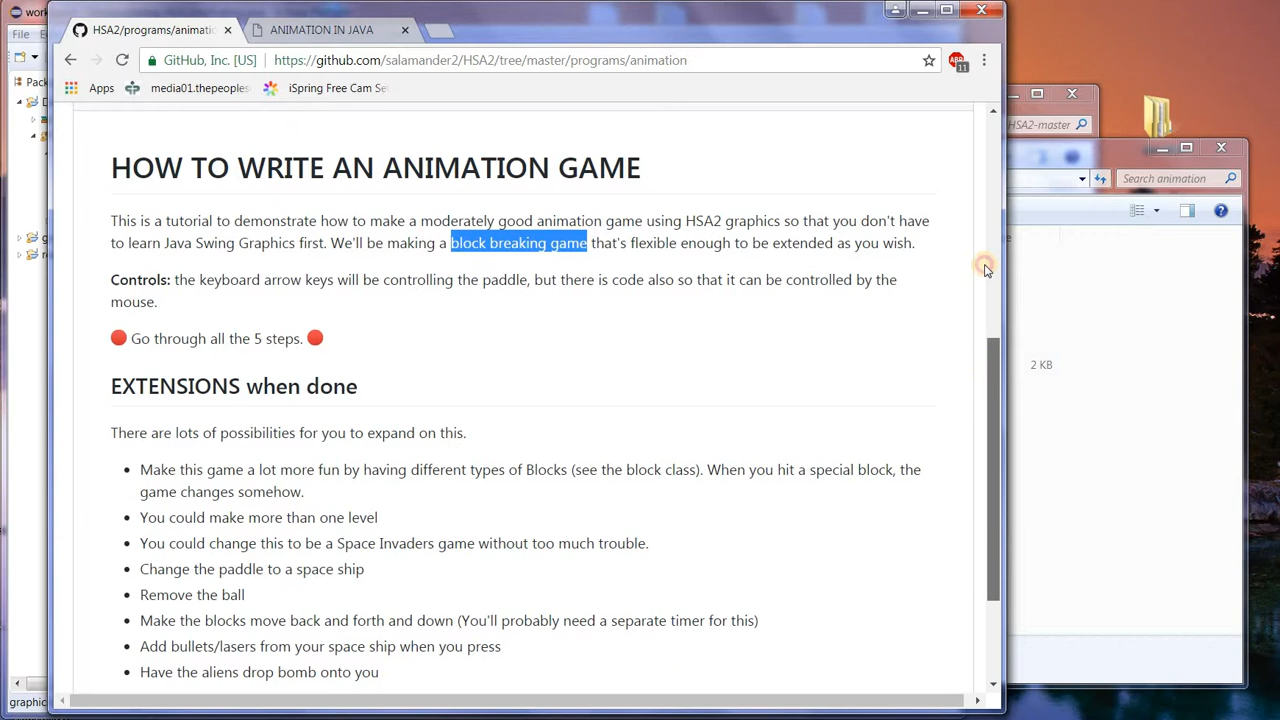 work
HSA2/programs/animatio
ANIMATION IN JAVA
File
GitHub, Inc. [US]
https://github.com/salamander2/HSA2/tree/master/programs/animation
11
Pack
Apps
media01.thepeoples
iSpring Free Cam Se
HSA2-master
Search animation
HOW TO WRITE AN ANIMATION GAME
This is a tutorial to demonstrate how to make a moderately good animation game using HSA2 graphics so that you don't have
to learn Java Swing Graphics first. We'll be making a block breaking game that's flexible enough to be extended as you wish.
Controls: the keyboard arrow keys will be controlling the paddle, but there is code also so that it can be controlled by the
mouse.
Go through all the 5 steps.
2 KB
EXTENSIONS when done
There are lots of possibilities for you to expand on this.
• Make this game a lot more fun by having different types of Blocks (see the block class). When you hit a special block, the
game changes somehow.
• You could make more than one level
• You could change this to be a Space Invaders game without too much trouble.
• Change the paddle to a space ship
• Remove the ball
• Make the blocks move back and forth and down (You'll probably need a separate timer for this)
• Add bullets/lasers from your space ship when you press
• Have the aliens drop bomb onto you
graphic